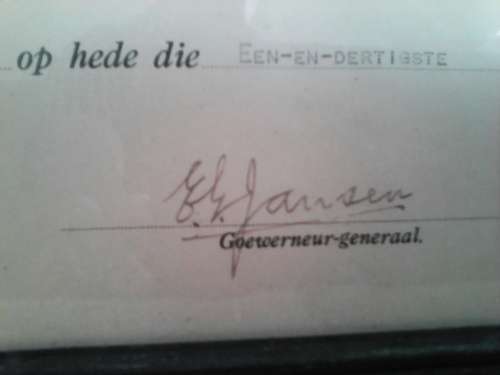 op hede die EEN-EN-DERTIGSTE
E.G. Jansen
Goewerneur-generaal.